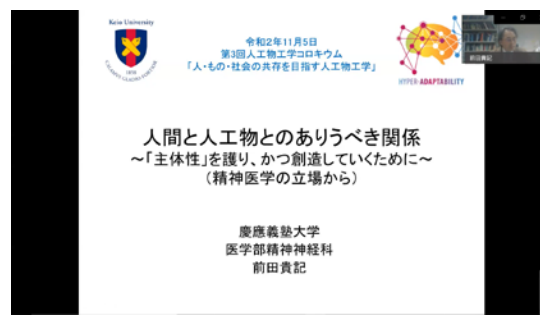 Keio University
令和2年11月5日
第3回人工物工学コロキウム
「人・もの・社会の共存を目指す人工物工学」
HYPER-ADAPTABILITY
前田貴記
人間と人工物とのありうべき関係
～「主体性」を護り、かつ創造していくために～
（精神医学の立場から）
慶應義塾大学
医学部精神神経科
前田貴記